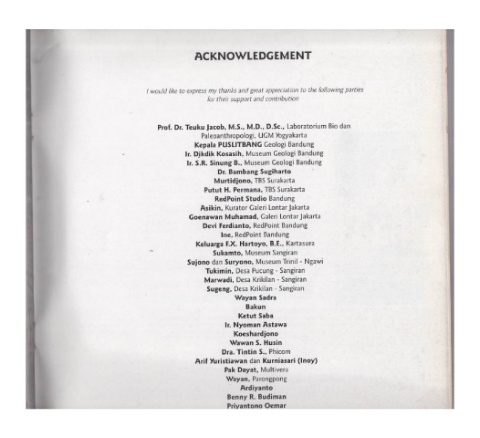 ACKNOWLEDGEMENT
I would like to express my thanks and great appreciation to the following parties
for their support and contribution
Prof. Dr. Teuku Jacob, M.S., M.D., D.Sc., Laboratorium Bio dan
Paleoanthropologi, UGM Yogyakarta
Kepala PUSLITBANG Geologi Bandung
Ir. Djkdik Kosasih, Museum Geologi Bandung
Ir. S.R. Sinung B., Museum Geologi Bandung
Dr. Bambang Sugiharto
Murtidjono, TBS Surakarta
Putut H. Permana, TBS Surakarta
RedPoint Studio Bandung
Asikin, Kurator Galeri Lontar Jakarta
Goenawan Muhamad, Galeri Lontar Jakarta
Devi Ferdianto, RedPoint Bandung
Ine, RedPoint Bandung
Keluarga F.X. Hartoyo, B.E., Kartasura
Sukamto, Museum Sangiran
Sujono dan Suryono, Museum Trinil - Ngawi
Tukimin, Desa Pucung - Sangiran
Marwadi, Desa Krikilan - Sangiran
Sugeng, Desa Krikilan - Sangiran
Wayan Sadra
Bakun
Ketut Saba
Ir. Nyoman Astawa
Koeshardjono
Wawan S. Husin
Dra. Tintin S., Phicom
Arif Yuristiawan dan Kurniasari (Inoy)
Pak Dayat, Multivera
Wayan, Parongpong
Ardiyanto
Benny R. Budiman
Priyantono Oemar